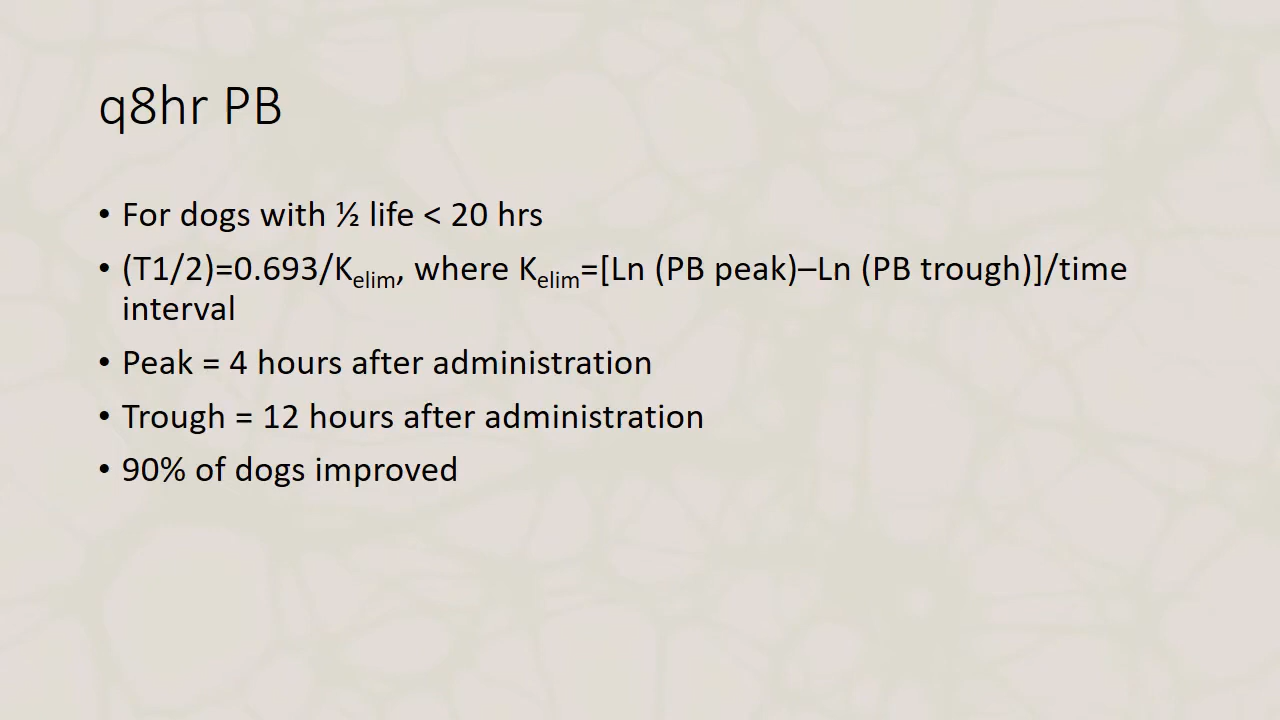 q8hr PB
• For dogs with ½ life < 20 hrs
• (T1/2)=0.693/Kelim, where Kelim=[Ln (PB peak)–Ln (PB trough)]/time
interval
• Peak = 4 hours after administration
• Trough = 12 hours after administration
• 90% of dogs improved